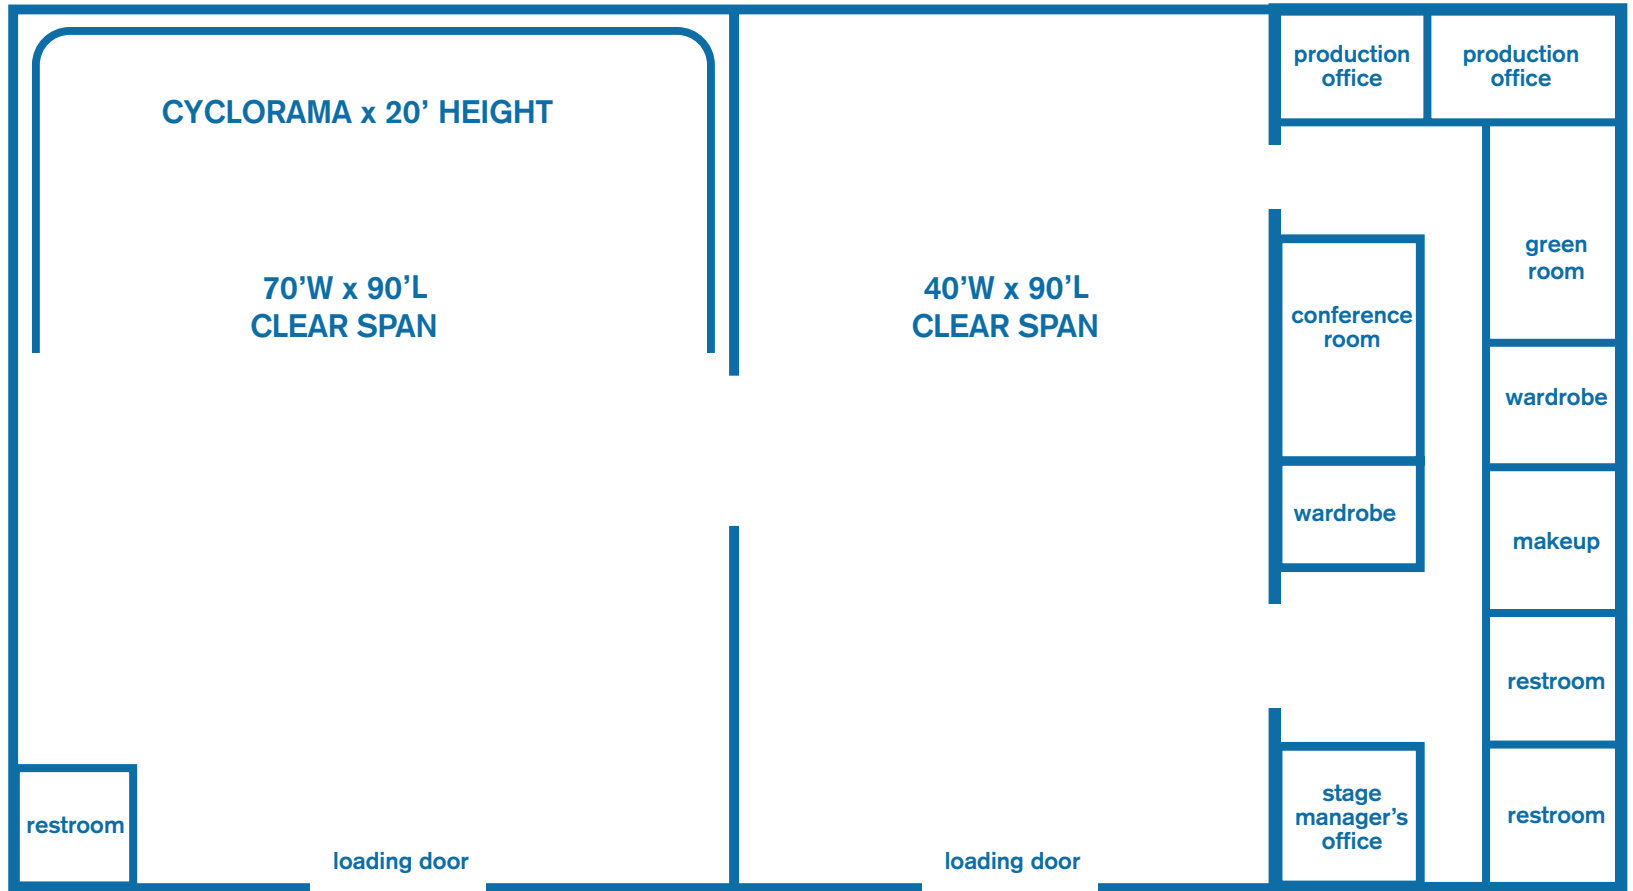 CYCLORAMA x 20’ HEIGHT
70’W x 90’L
CLEAR SPAN
restroom
loading door
40’W x 90’L
CLEAR SPAN
loading door
production
office
production
office
conference
room
wardrobe
stage
manager’s
office
green
room
wardrobe
makeup
restroom
restroom